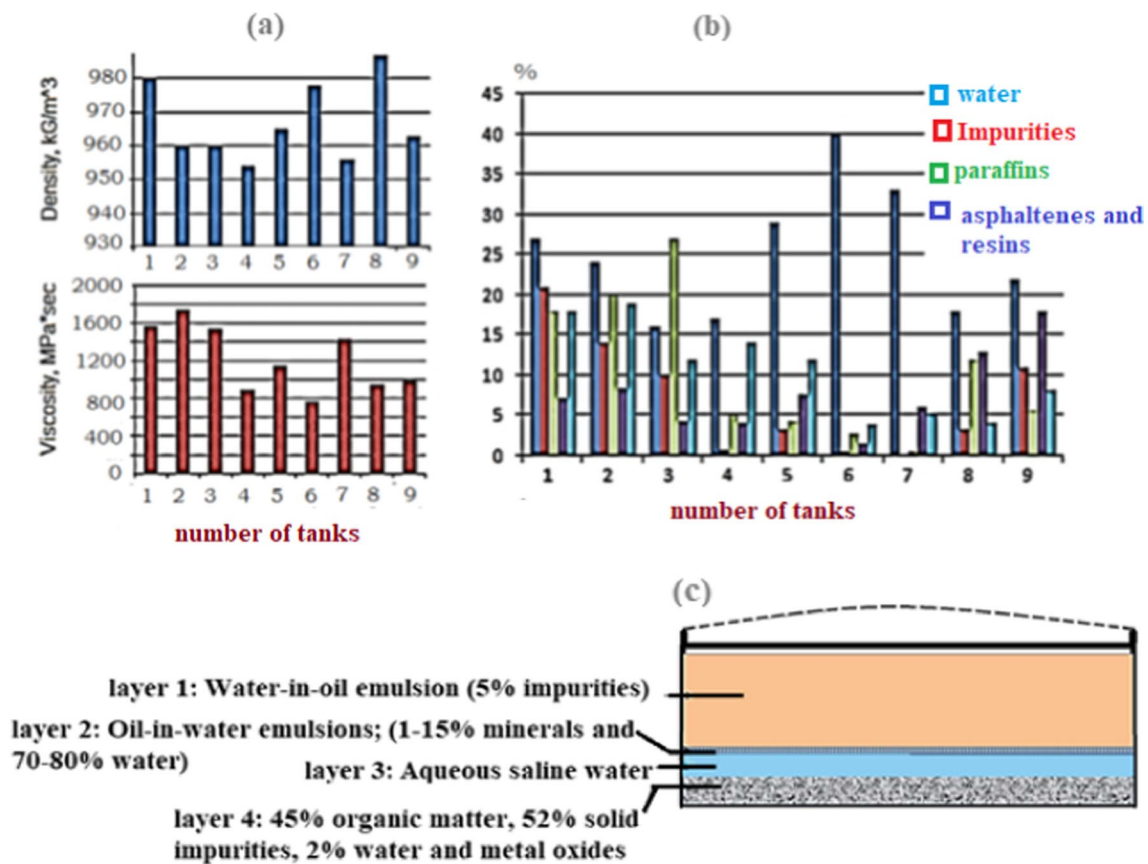 (a)
Density, kG/m^3
980
970
960
950
940
930
1 2 3 4 5 6 7 8 9
Viscosity, MPa*sec
2000
1600
1200
800
400
0
1 2 3 4 5 6 7 8 9
number of tanks
(b)
%
45
40
35
30
25
20
15
10
5
0
1 2 3 4 5 6 7 8 9
number of tanks
water
Impurities
paraffins
asphaltenes and
resins
(c)
layer 1: Water-in-oil emulsion (5% impurities)
layer 2: Oil-in-water emulsions; (1-15% minerals and
70-80% water)
layer 3: Aqueous saline water
layer 4: 45% organic matter, 52% solid
impurities, 2% water and metal oxides